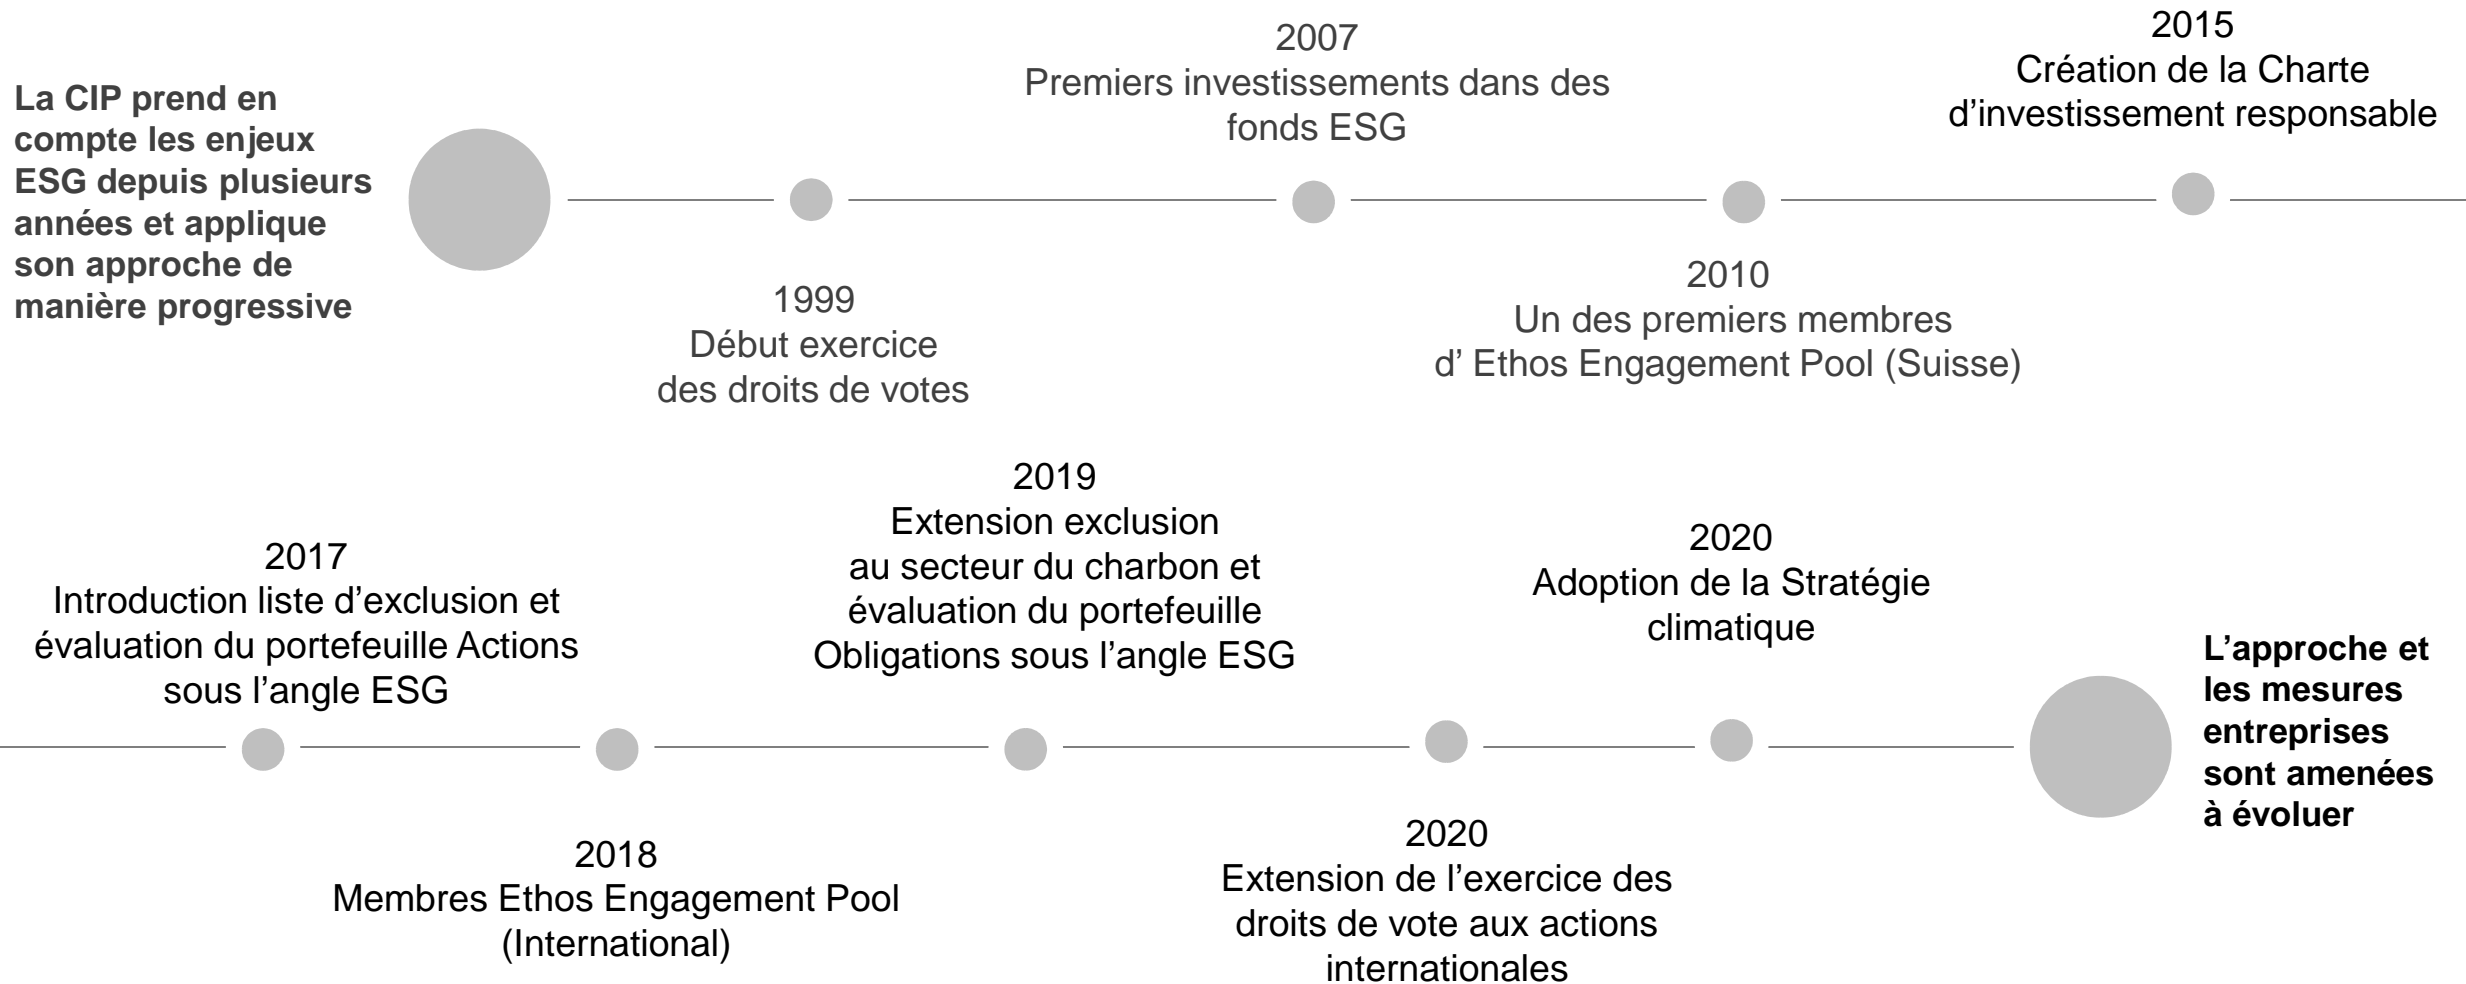 La CIP prend en
compte les enjeux
ESG depuis plusieurs
années et applique
son approche de
manière progressive
1999
Début exercice
des droits de votes
2007
Premiers investissements dans des
fonds ESG
2010
Un des premiers membres
d’ Ethos Engagement Pool (Suisse)
2015
Création de la Charte
d’investissement responsable
2017
Introduction liste d’exclusion et
évaluation du portefeuille Actions
sous l’angle ESG
2018
Membres Ethos Engagement Pool
(International)
2019
Extension exclusion
au secteur du charbon et
évaluation du portefeuille
Obligations sous l’angle ESG
2020
Extension de l’exercice des
droits de vote aux actions
internationales
2020
Adoption de la Stratégie
climatique
L’approche et
les mesures
entreprises
sont amenées
à évoluer